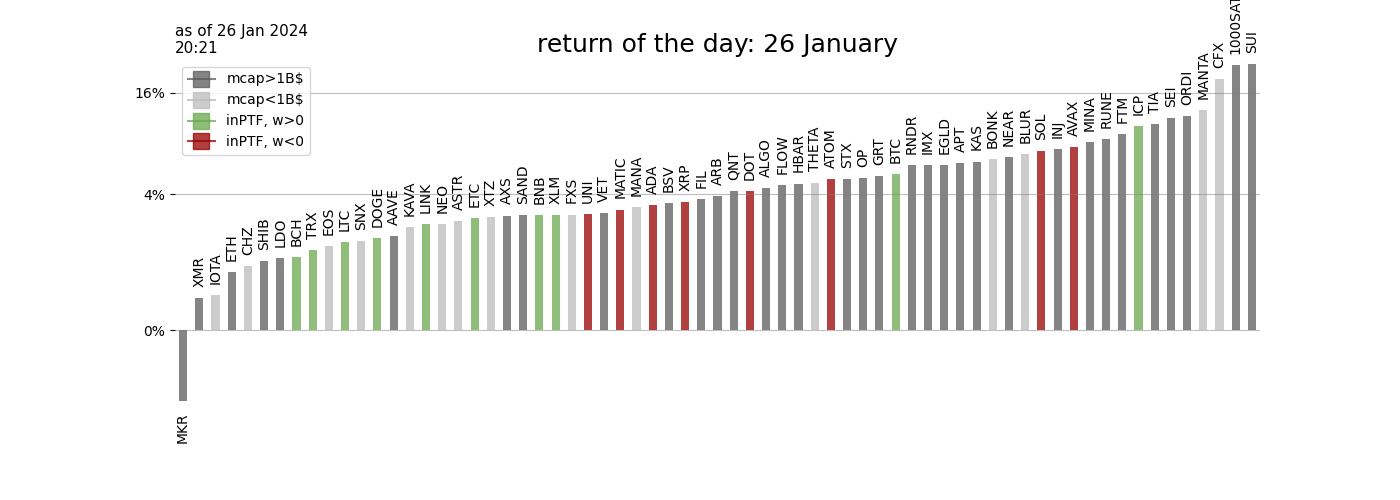 as of 26 Jan 2024
20:21
return of the day: 26 January
mcap>1B$
mcap<1B$
inPTF, w>0
inPTF, w<0
16%
4%
0%
MKR
XMR
IOTA
ETH
CHZ
SHIB
LDO
BCH
TRX
EOS
LTC
SNX
DOGE
AAVE
KAVA
LINK
NEO
ASTR
ETC
XTZ
AXS
SAND
BNB
XLM
FXS
UNI
VET
MATIC
MANA
ADA
BSV
XRP
FIL
ARB
QNT
DOT
ALGO
FLOW
HBAR
THETA
ATOM
STX
OP
GRT
BTC
RNDR
IMX
EGLD
APT
KAS
BONK
NEAR
BLUR
SOL
INJ
AVAX
MINA
RUNE
FTM
ICP
TIA
SEI
ORDI
MANTA
CFX
1000SAT
SUI